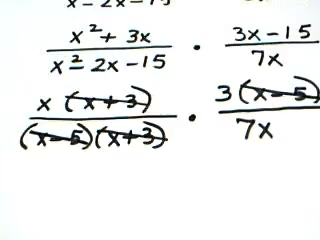 x² + 3x / x² - 2x - 15 · 3x - 15 / 7x
x (x+3) / (x-5)(x+3) · 3(x-5) / 7x